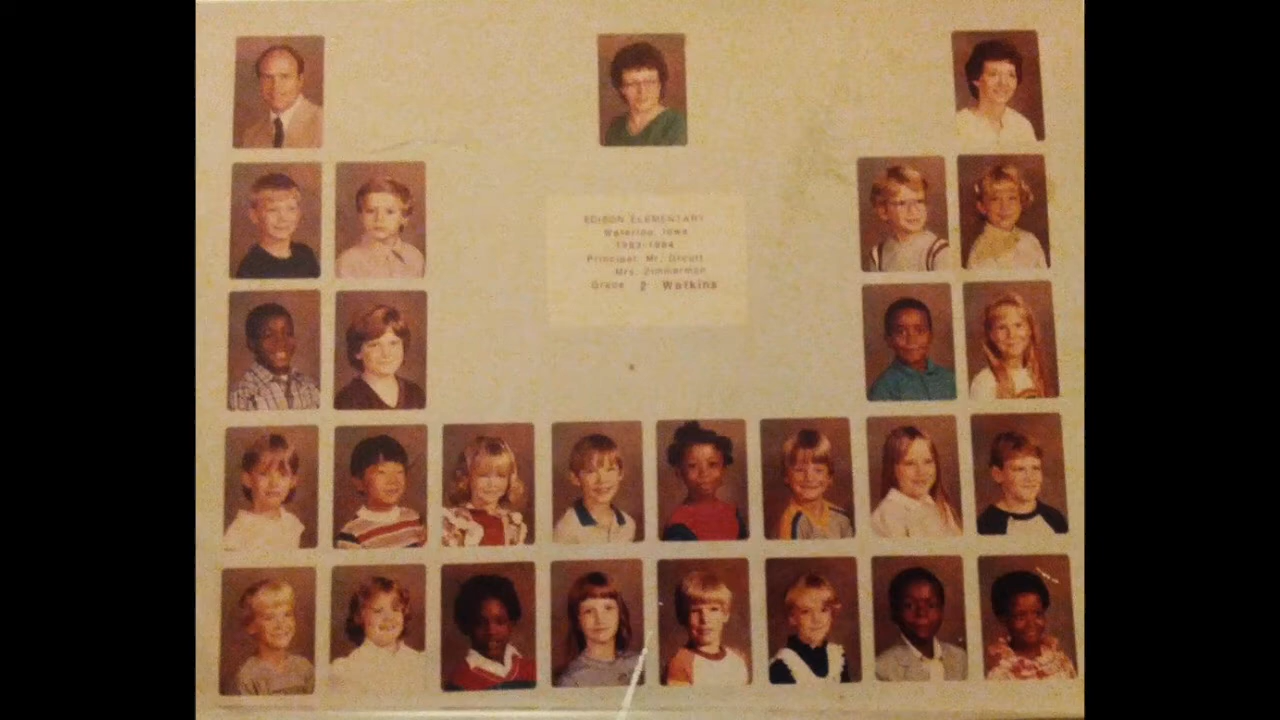 EDISON ELEMENTARY
Waterloo, Iowa
1983-1984
Principal: Mr. Orcutt
Mrs. Zimmerman
Grade 2 Watkins